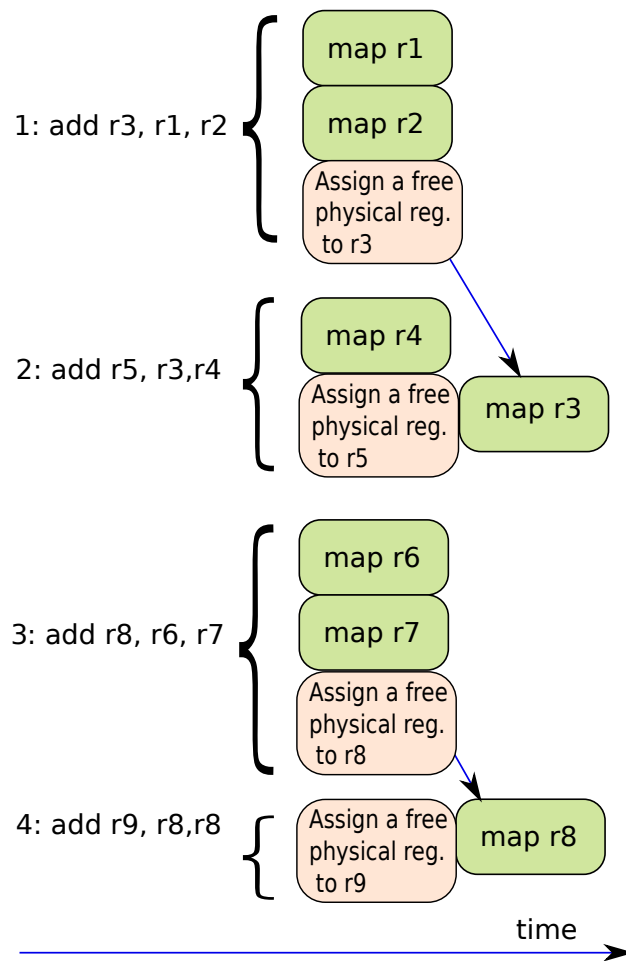 map r1
1: add r3, r1, r2
map r2
Assign a free
physical reg.
to r3
map r4
2: add r5, r3,r4
Assign a free
physical reg.
to r5
map r3
map r6
3: add r8, r6, r7
map r7
Assign a free
physical reg.
to r8
4: add r9, r8,r8
Assign a free
physical reg.
to r9
map r8
time